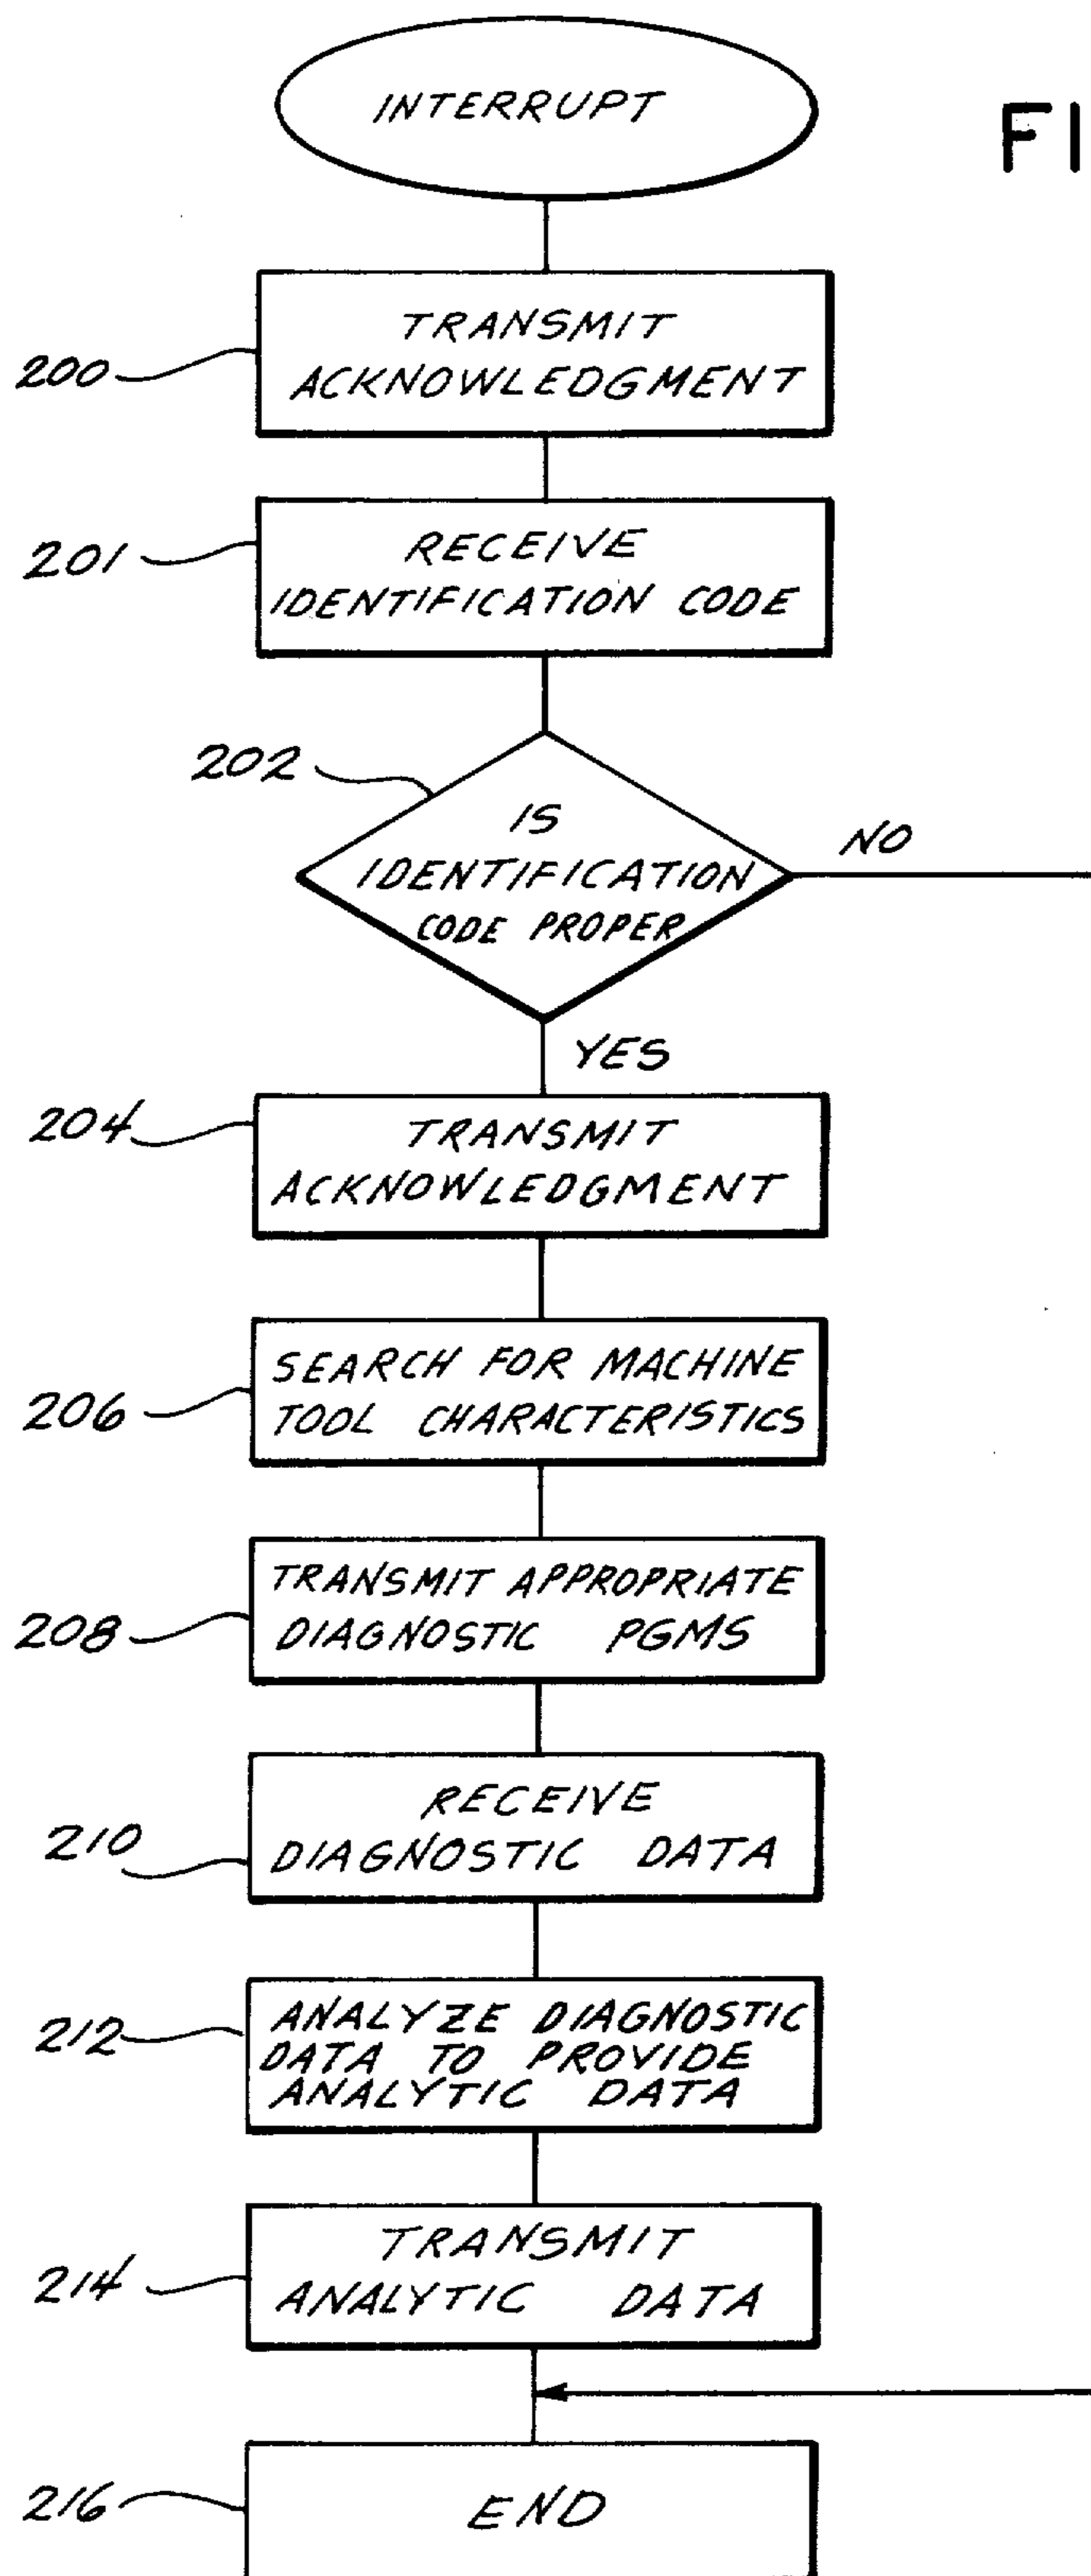 INTERRUPT
FI
200
TRANSMIT
ACKNOWLEDGMENT
201
RECEIVE
IDENTIFICATION CODE
202
IS
IDENTIFICATION
CODE PROPER
NO
YES
204
TRANSMIT
ACKNOWLEDGMENT
206
SEARCH FOR MACHINE
TOOL CHARACTERISTICS
208
TRANSMIT APPROPRIATE
DIAGNOSTIC PGMS
210
RECEIVE
DIAGNOSTIC DATA
212
ANALYZE DIAGNOSTIC
DATA TO PROVIDE
ANALYTIC DATA
214
TRANSMIT
ANALYTIC DATA
216
END